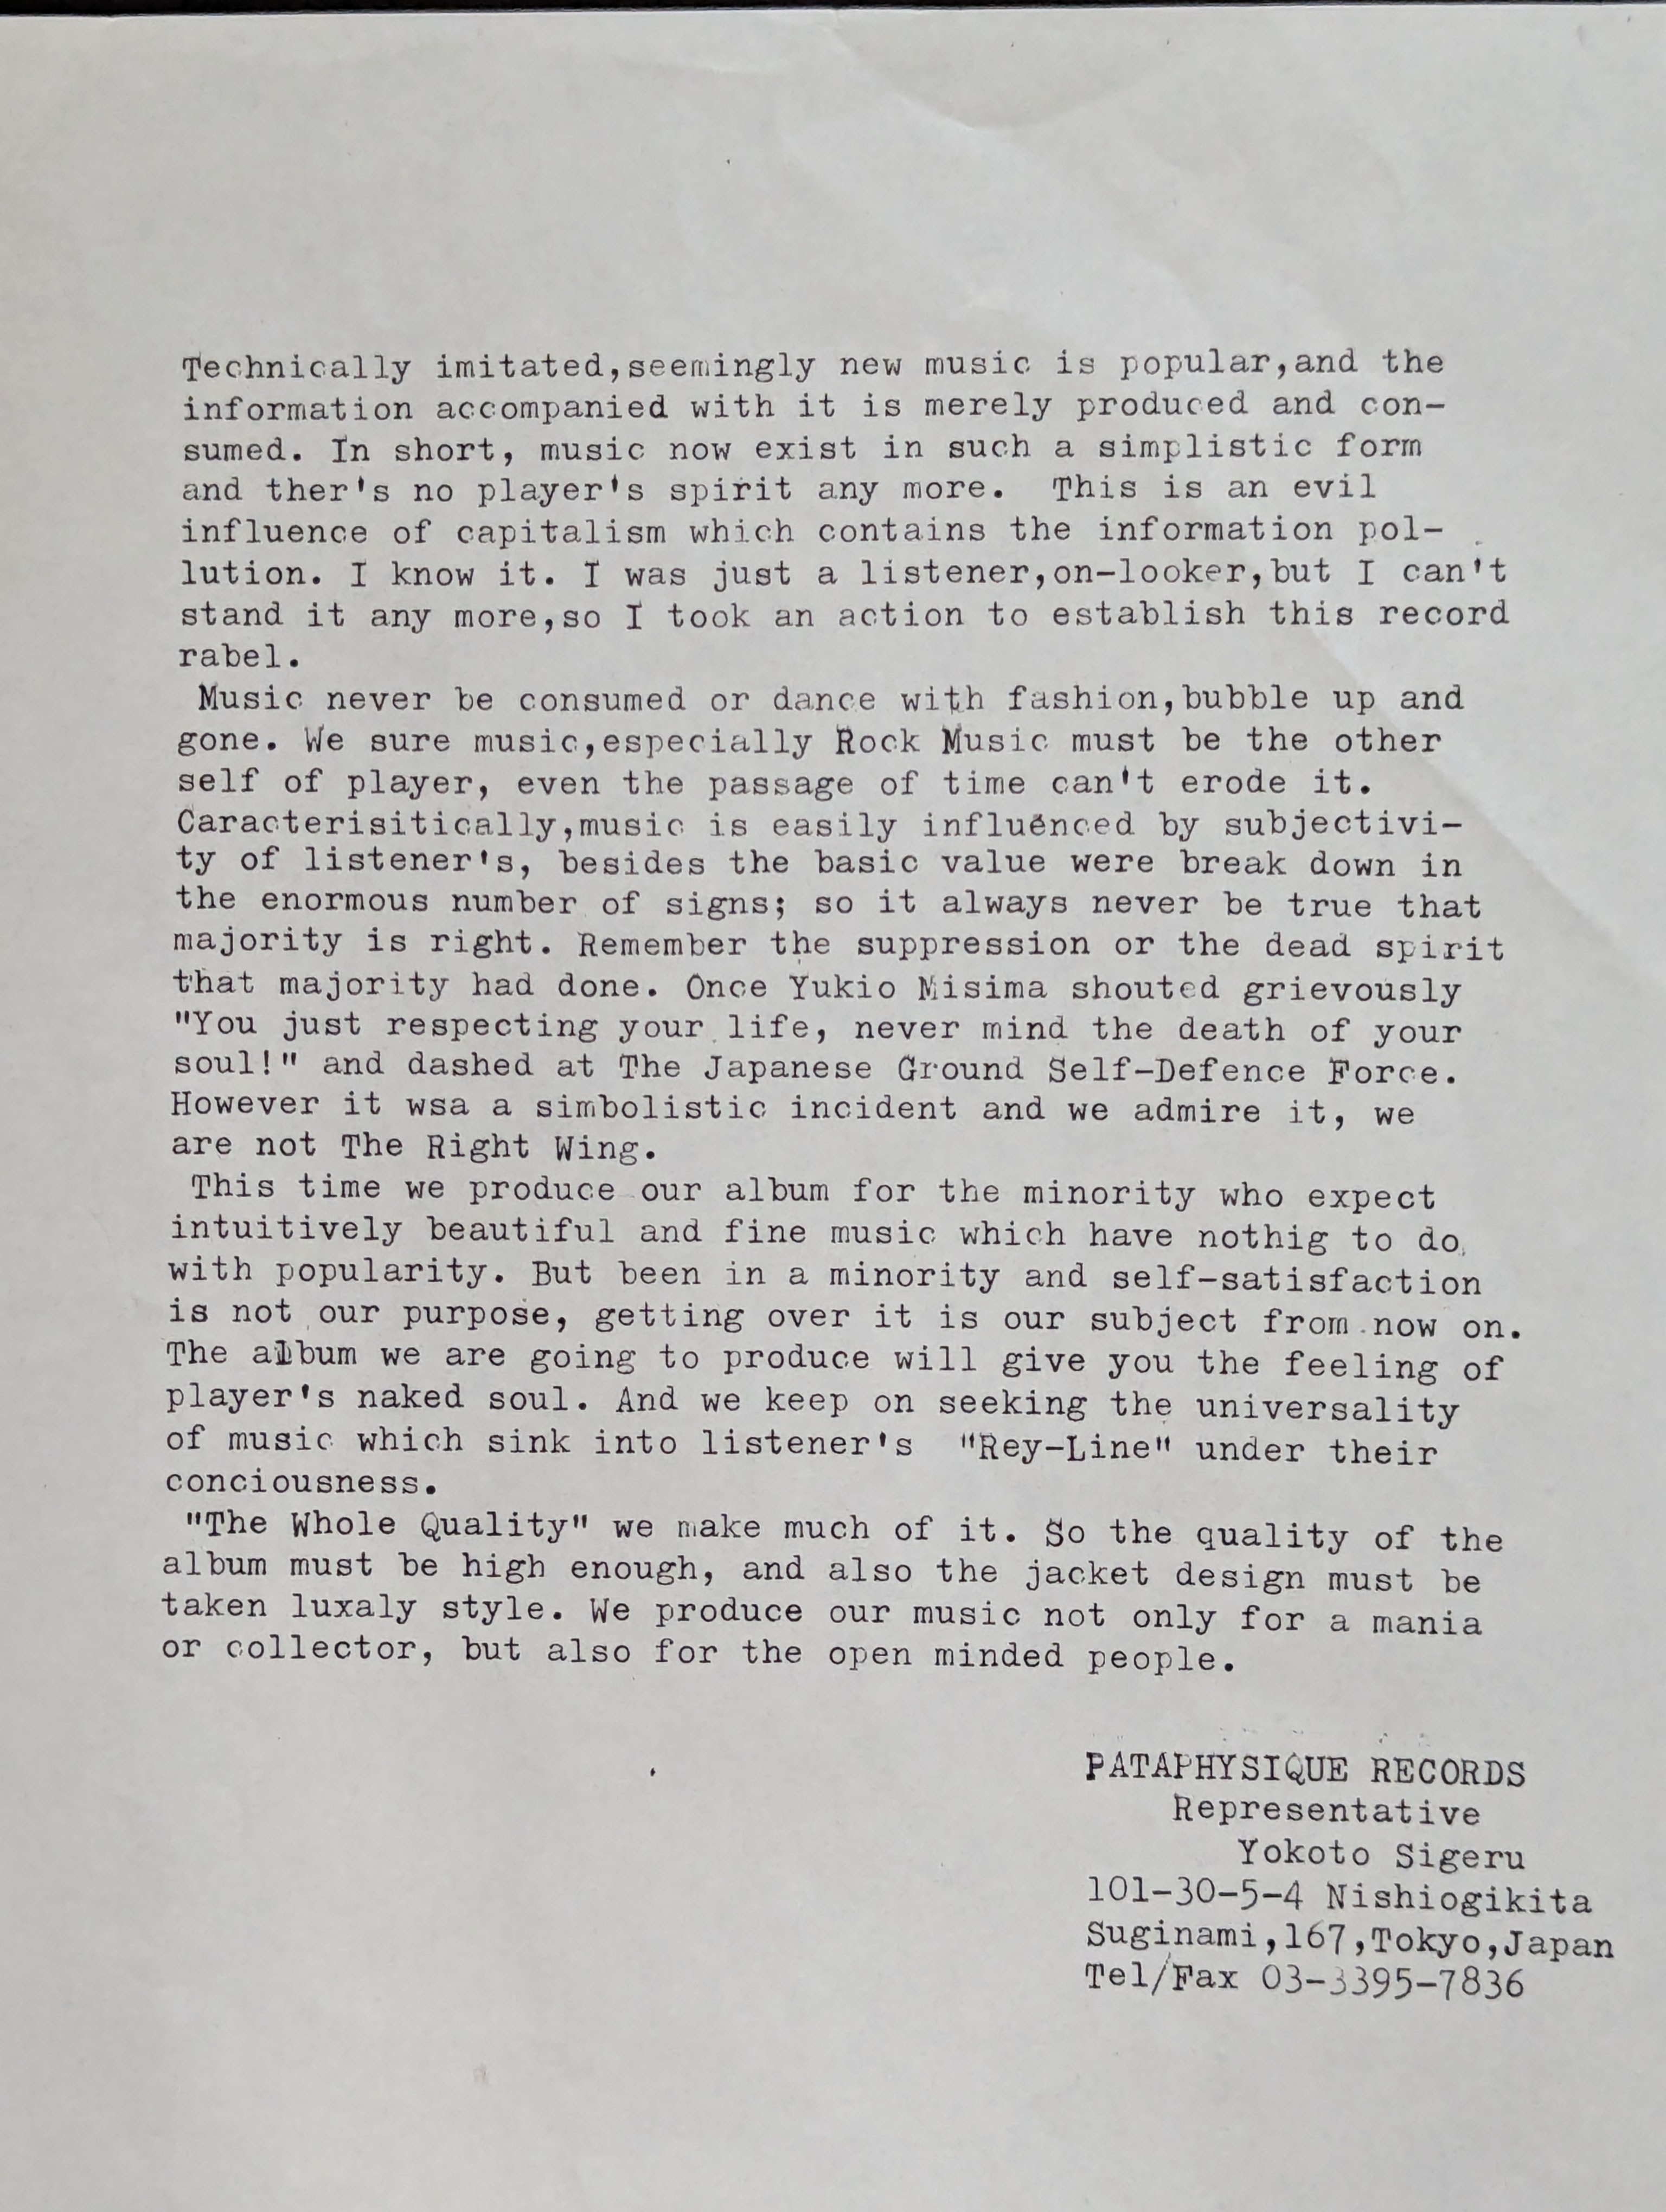 Technically imitated,seemingly new music is popular,and the
information accompanied with it is merely produced and con-
sumed. In short, music now exist in such a simplistic form
and ther's no player's spirit any more.  This is an evil
influence of capitalism which contains the information pol-
lution. I know it. I was just a listener,on-looker,but I can't
stand it any more,so I took an action to establish this record
rabel.
Music never be consumed or dance with fashion,bubble up and
gone. We sure music,especially Rock Music must be the other
self of player, even the passage of time can't erode it.
Caracterisitically,music is easily influenced by subjectivi-
ty of listener's, besides the basic value were break down in
the enormous number of signs; so it always never be true that
majority is right. Remember the suppression or the dead spirit
that majority had done. Once Yukio Misima shouted grievously
"You just respecting your life, never mind the death of your
soul!" and dashed at The Japanese Ground Self-Defence Force.
However it wsa a simbolistic incident and we admire it, we
are not The Right Wing.
This time we produce our album for the minority who expect
intuitively beautiful and fine music which have nothig to do
with popularity. But been in a minority and self-satisfaction
is not our purpose, getting over it is our subject from now on.
The album we are going to produce will give you the feeling of
player's naked soul. And we keep on seeking the universality
of music which sink into listener's  "Rey-Line" under their
conciousness.
"The Whole Quality" we make much of it. So the quality of the
album must be high enough, and also the jacket design must be
taken luxaly style. We produce our music not only for a mania
or collector, but also for the open minded people.
PATAPHYSIQUE RECORDS
Representative
Yokoto Sigeru
101-30-5-4 Nishiogikita
Suginami,167,Tokyo,Japan
Tel/Fax 03-3395-7836